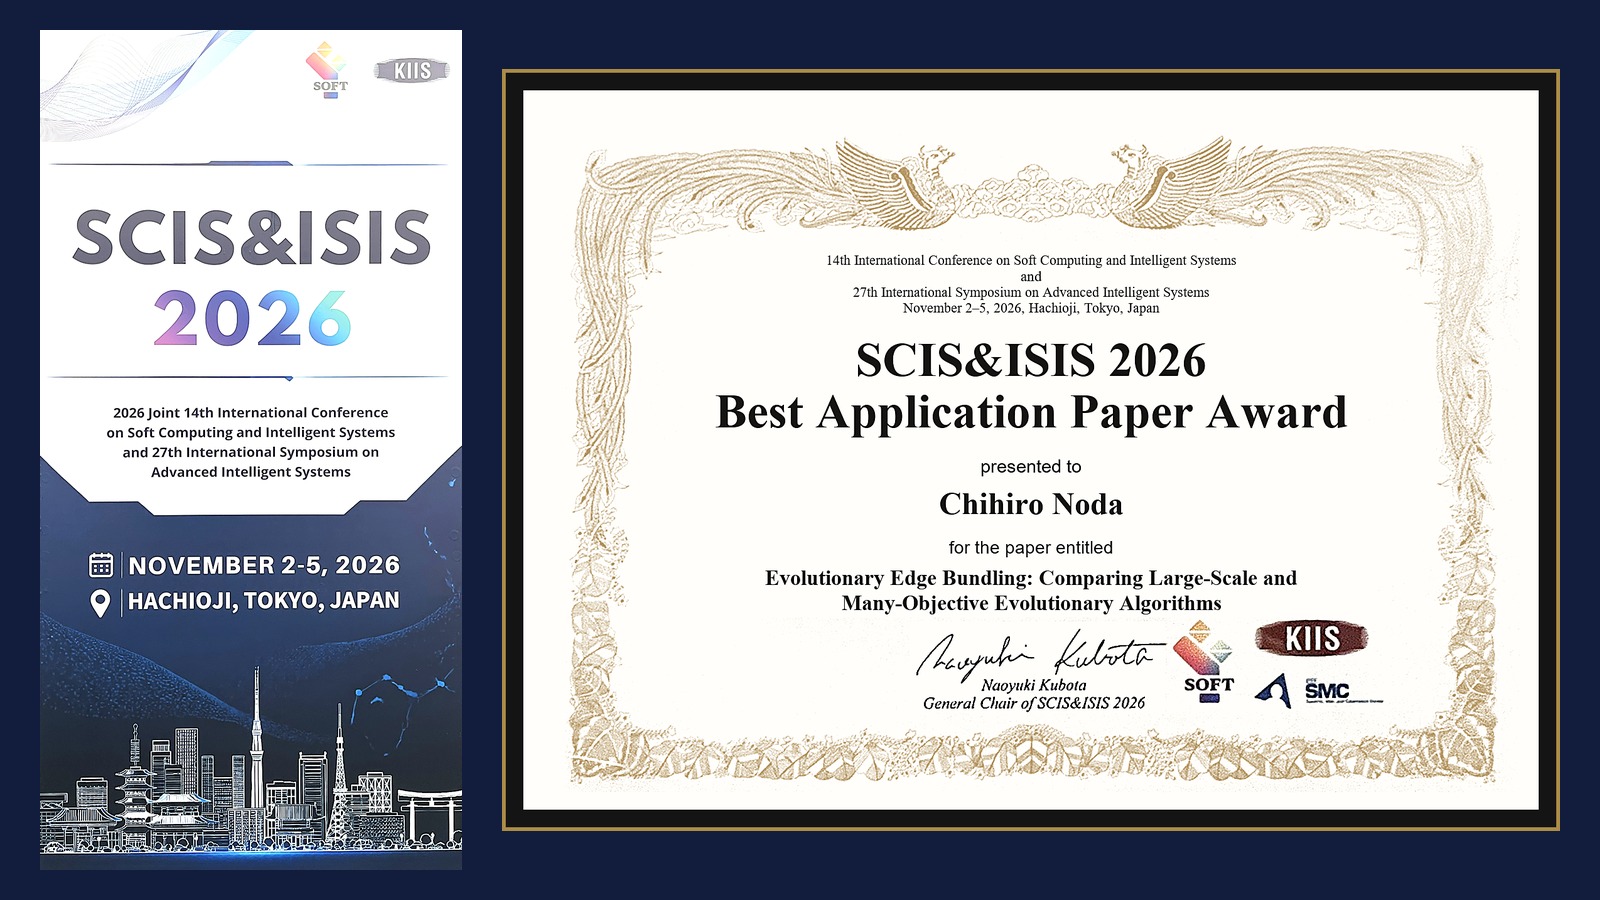 SOFT
KIIS
SCIS&ISIS
2026
2026 Joint 14th International Conference
on Soft Computing and Intelligent Systems
and 27th International Symposium on
Advanced Intelligent Systems
NOVEMBER 2-5, 2026
HACHIOJI, TOKYO, JAPAN
14th International Conference on Soft Computing and Intelligent Systems
and
27th International Symposium on Advanced Intelligent Systems
November 2–5, 2026, Hachioji, Tokyo, Japan
SCIS&ISIS 2026
Best Application Paper Award
presented to
Chihiro Noda
for the paper entitled
Evolutionary Edge Bundling: Comparing Large-Scale and
Many-Objective Evolutionary Algorithms
Naoyuki Kubota
Naoyuki Kubota
General Chair of SCIS&ISIS 2026
SOFT
KIIS
SMC